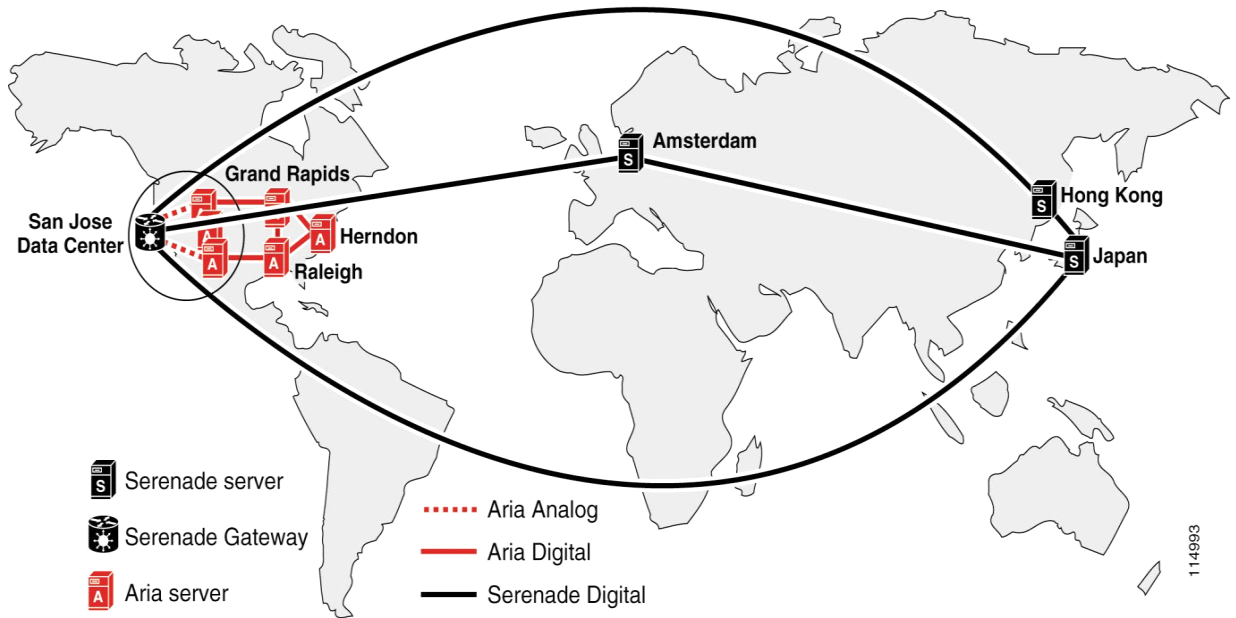 Amsterdam
Grand Rapids
Hong Kong
San Jose
Data Center
S
S
A
A
A
A
Herndon
Raleigh
S
Japan
S
Serenade server
Serenade Gateway
A
Aria server
Aria Analog
Aria Digital
Serenade Digital
114993